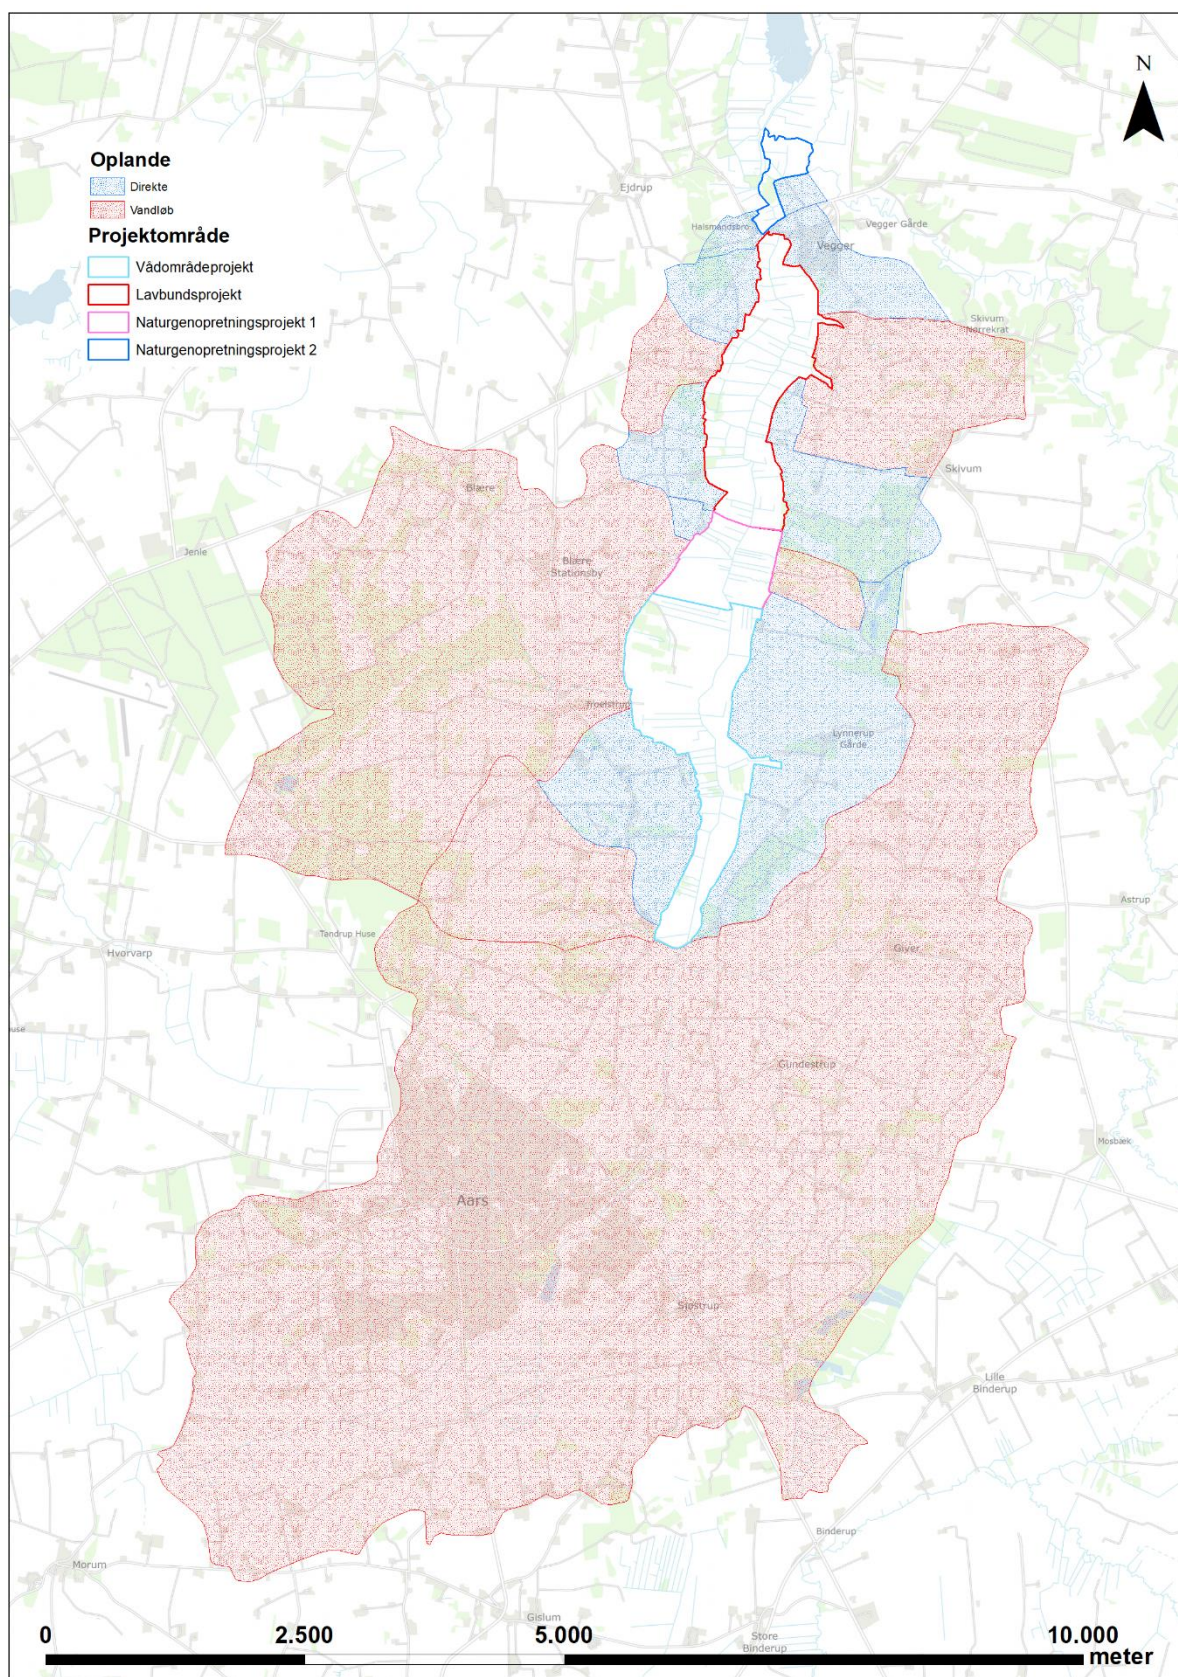 N
Oplande
Direkte
Vandløb
Projektområde
Vådområdeprojekt
Lavbundsprojekt
Naturgenopretningsprojekt 1
Naturgenopretningsprojekt 2
Ejdrup
Halsmandsbro
Vegger Gårde
Vegger
Skivum
Nørrekrat
Skivum
Blære
Jenle
Blære
Stationsby
Troelstrup
Lynnerup
Gårde
Tandrup Huse
Hvorvarp
Astrup
Giver
Gundestrup
Mosbæk
Aars
Sjøstrup
Lille
Binderup
Binderup
Morum
Gislum
Store
Binderup
0
2.500
5.000
10.000
meter